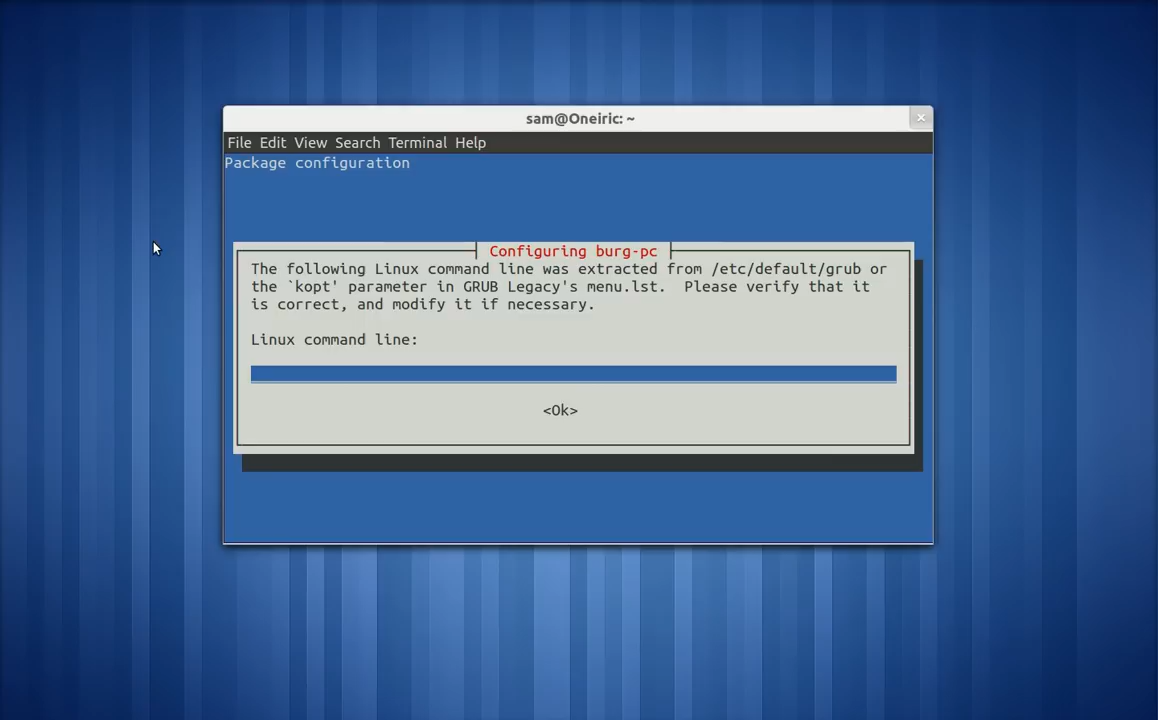 sam@Oneiric: ~
×
File Edit View Search Terminal Help
Package configuration
Configuring burg-pc
The following Linux command line was extracted from /etc/default/grub or
the `kopt' parameter in GRUB Legacy's menu.lst.  Please verify that it
is correct, and modify it if necessary.
Linux command line:
<Ok>